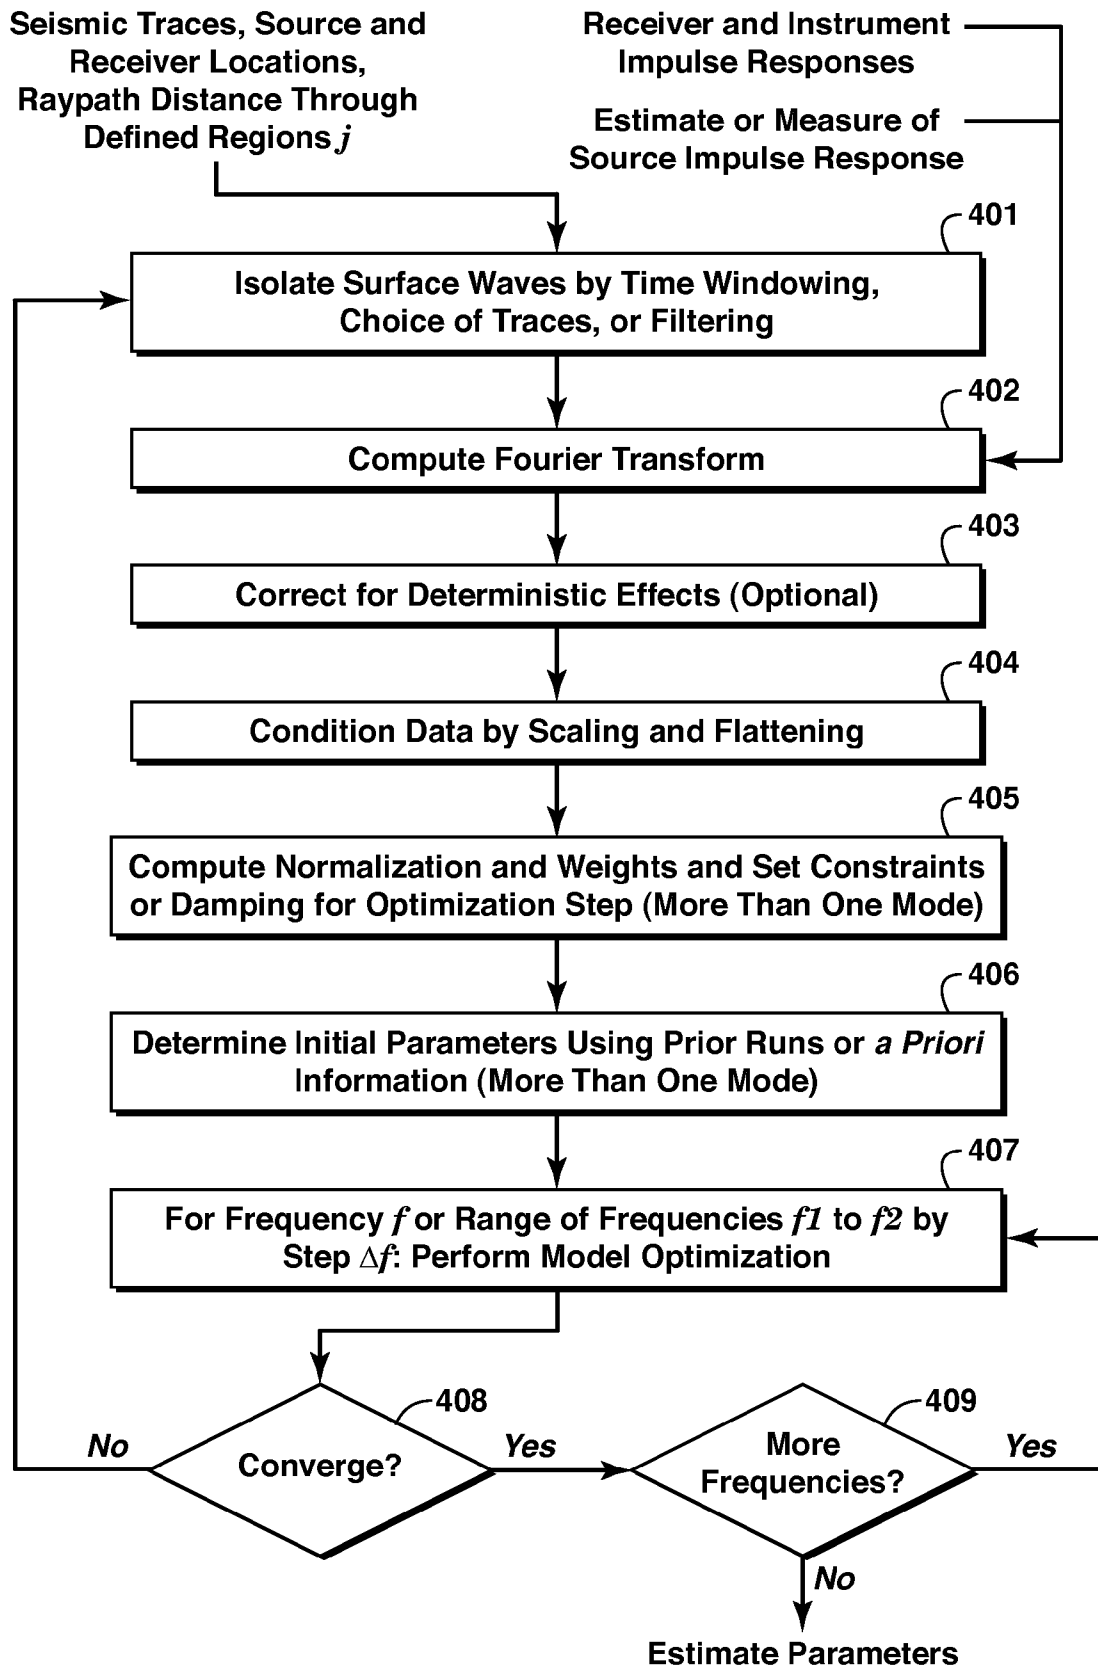 Seismic Traces, Source and
Receiver Locations,
Raypath Distance Through
Defined Regions j
Receiver and Instrument
Impulse Responses
Estimate or Measure of
Source Impulse Response
401
Isolate Surface Waves by Time Windowing,
Choice of Traces, or Filtering
402
Compute Fourier Transform
403
Correct for Deterministic Effects (Optional)
404
Condition Data by Scaling and Flattening
405
Compute Normalization and Weights and Set Constraints
or Damping for Optimization Step (More Than One Mode)
406
Determine Initial Parameters Using Prior Runs or a Priori
Information (More Than One Mode)
407
For Frequency f or Range of Frequencies f1 to f2 by
Step Δf: Perform Model Optimization
408
Converge?
No
Yes
409
More
Frequencies?
Yes
No
Estimate Parameters